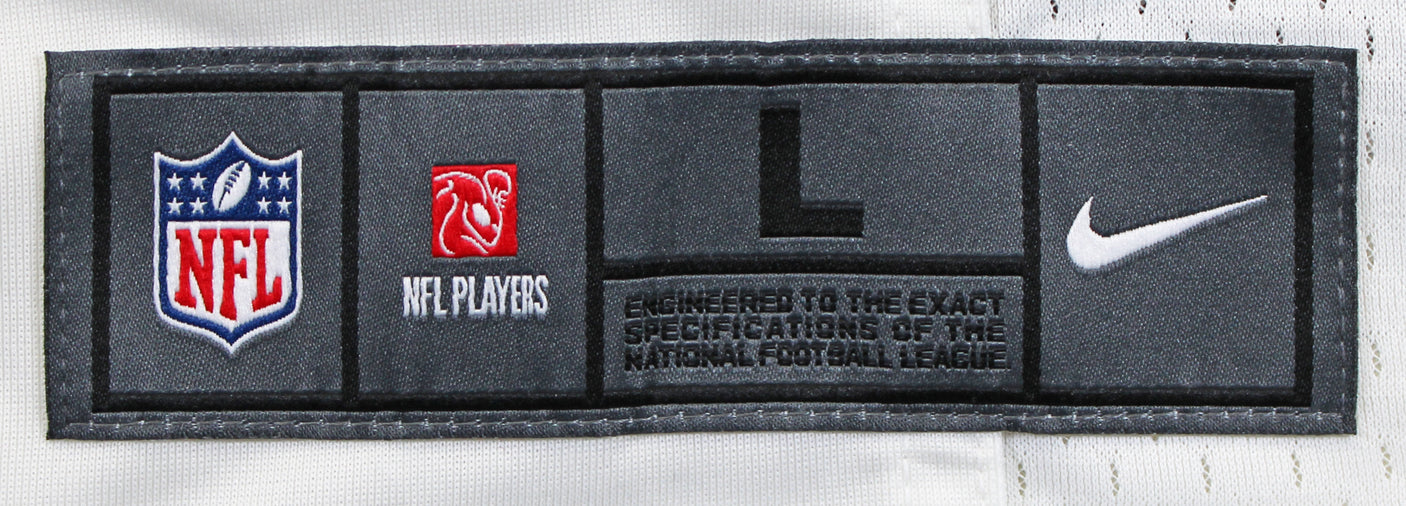 NFL
NFL PLAYERS
L
ENGINEERED TO THE EXACT
SPECIFICATIONS OF THE
NATIONAL FOOTBALL LEAGUE